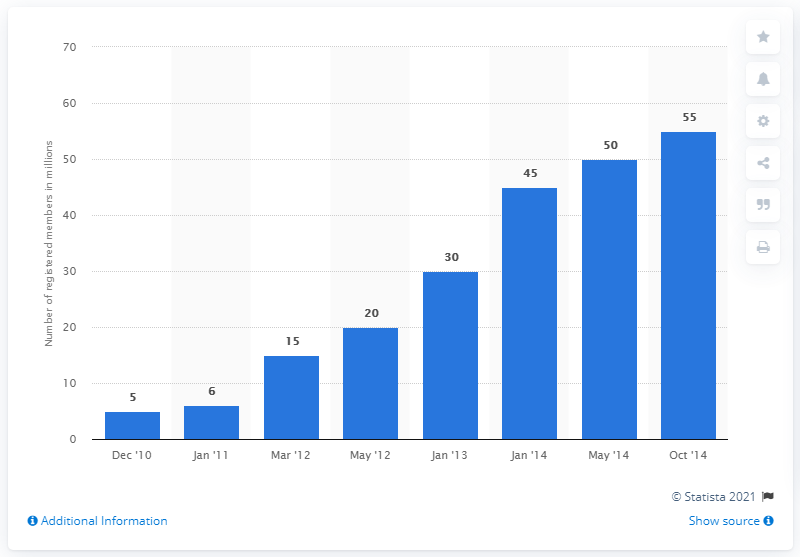 70
60
50
40
30
20
10
0
Number of registered members in millions
5
6
15
20
30
45
50
55
Dec '10
Jan '11
Mar '12
May '12
Jan '13
Jan '14
May '14
Oct '14
© Statista 2021
Additional Information
Show source